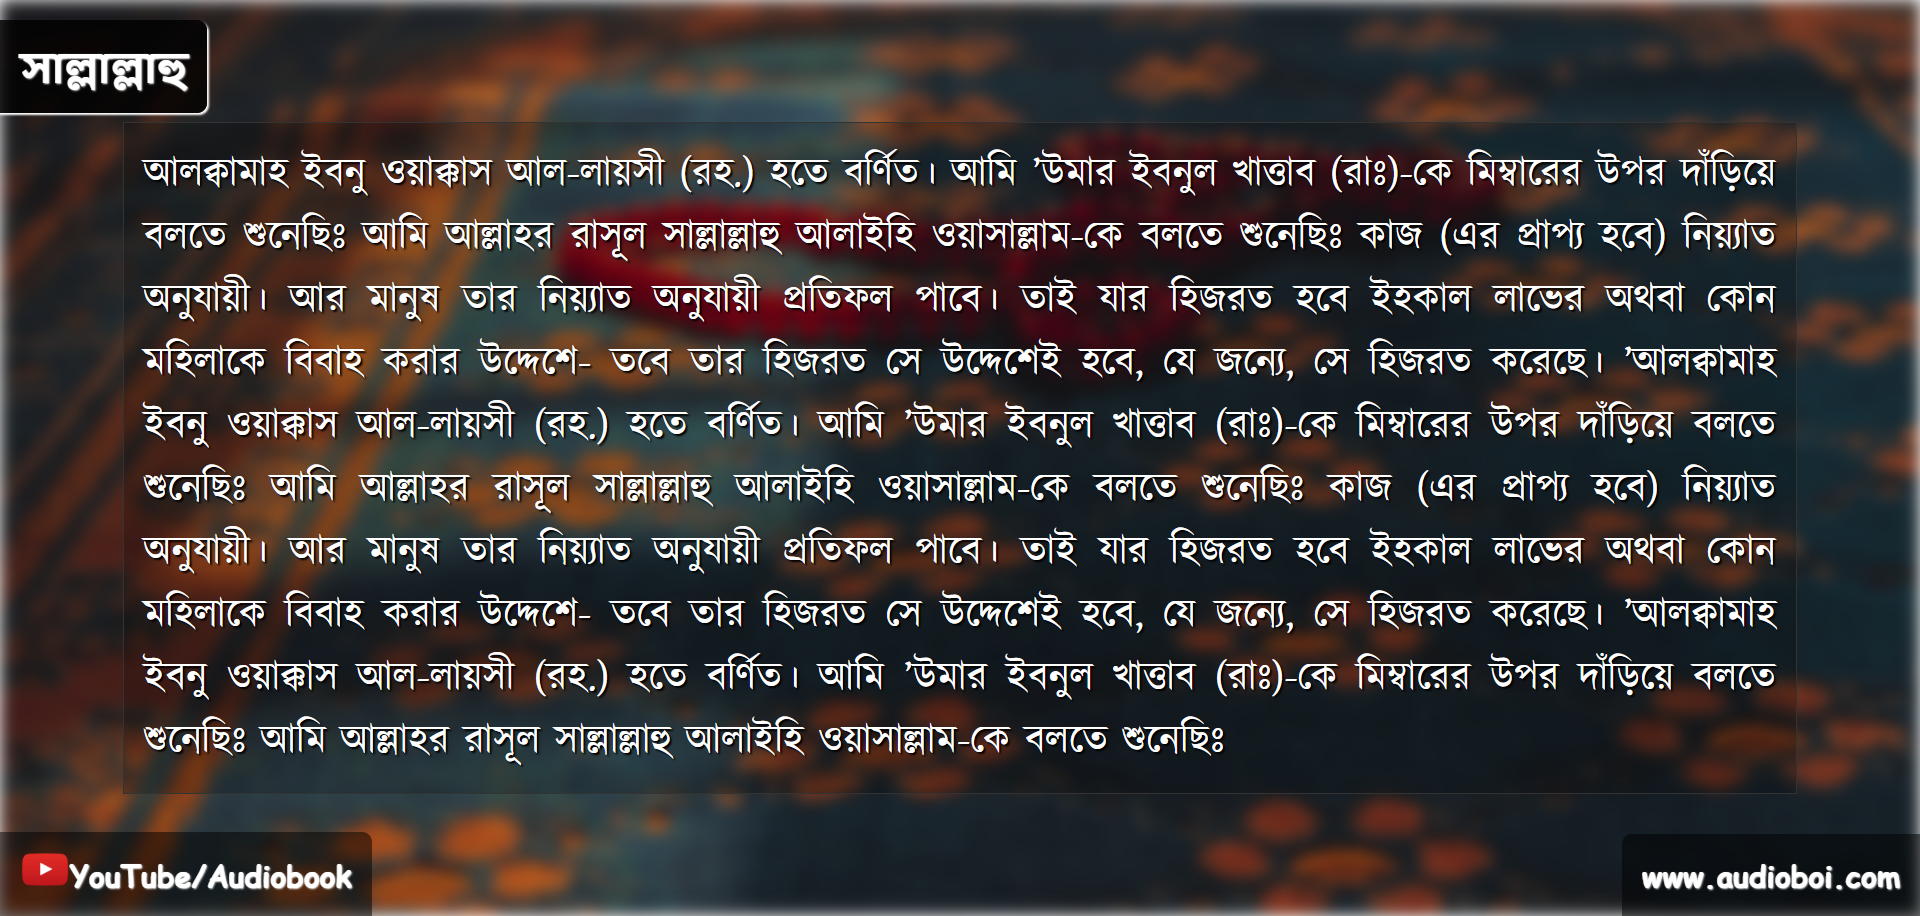 সাল্লাল্লাহু
আলক্বামাহ ইবনু ওয়াক্কাস আল-লায়সী (রহ.) হতে বর্ণিত। আমি ’উমার ইবনুল খাত্তাব (রাঃ)-কে মিম্বারের উপর দাঁড়িয়ে
বলতে শুনেছিঃ আমি আল্লাহর রাসূল সাল্লাল্লাহু আলাইহি ওয়াসাল্লাম-কে বলতে শুনেছিঃ কাজ (এর প্রাপ্য হবে) নিয়্যাত
অনুযায়ী। আর মানুষ তার নিয়্যাত অনুযায়ী প্রতিফল পাবে। তাই যার হিজরত হবে ইহকাল লাভের অথবা কোন
মহিলাকে বিবাহ করার উদ্দেশে- তবে তার হিজরত সে উদ্দেশেই হবে, যে জন্যে, সে হিজরত করেছে। ’আলক্বামাহ
ইবনু ওয়াক্কাস আল-লায়সী (রহ.) হতে বর্ণিত। আমি ’উমার ইবনুল খাত্তাব (রাঃ)-কে মিম্বারের উপর দাঁড়িয়ে বলতে
শুনেছিঃ আমি আল্লাহর রাসূল সাল্লাল্লাহু আলাইহি ওয়াসাল্লাম-কে বলতে শুনেছিঃ কাজ (এর প্রাপ্য হবে) নিয়্যাত
অনুযায়ী। আর মানুষ তার নিয়্যাত অনুযায়ী প্রতিফল পাবে। তাই যার হিজরত হবে ইহকাল লাভের অথবা কোন
মহিলাকে বিবাহ করার উদ্দেশে- তবে তার হিজরত সে উদ্দেশেই হবে, যে জন্যে, সে হিজরত করেছে। ’আলক্বামাহ
ইবনু ওয়াক্কাস আল-লায়সী (রহ.) হতে বর্ণিত। আমি ’উমার ইবনুল খাত্তাব (রাঃ)-কে মিম্বারের উপর দাঁড়িয়ে বলতে
শুনেছিঃ আমি আল্লাহর রাসূল সাল্লাল্লাহু আলাইহি ওয়াসাল্লাম-কে বলতে শুনেছিঃ
YouTube/Audiobook
www.audioboi.com